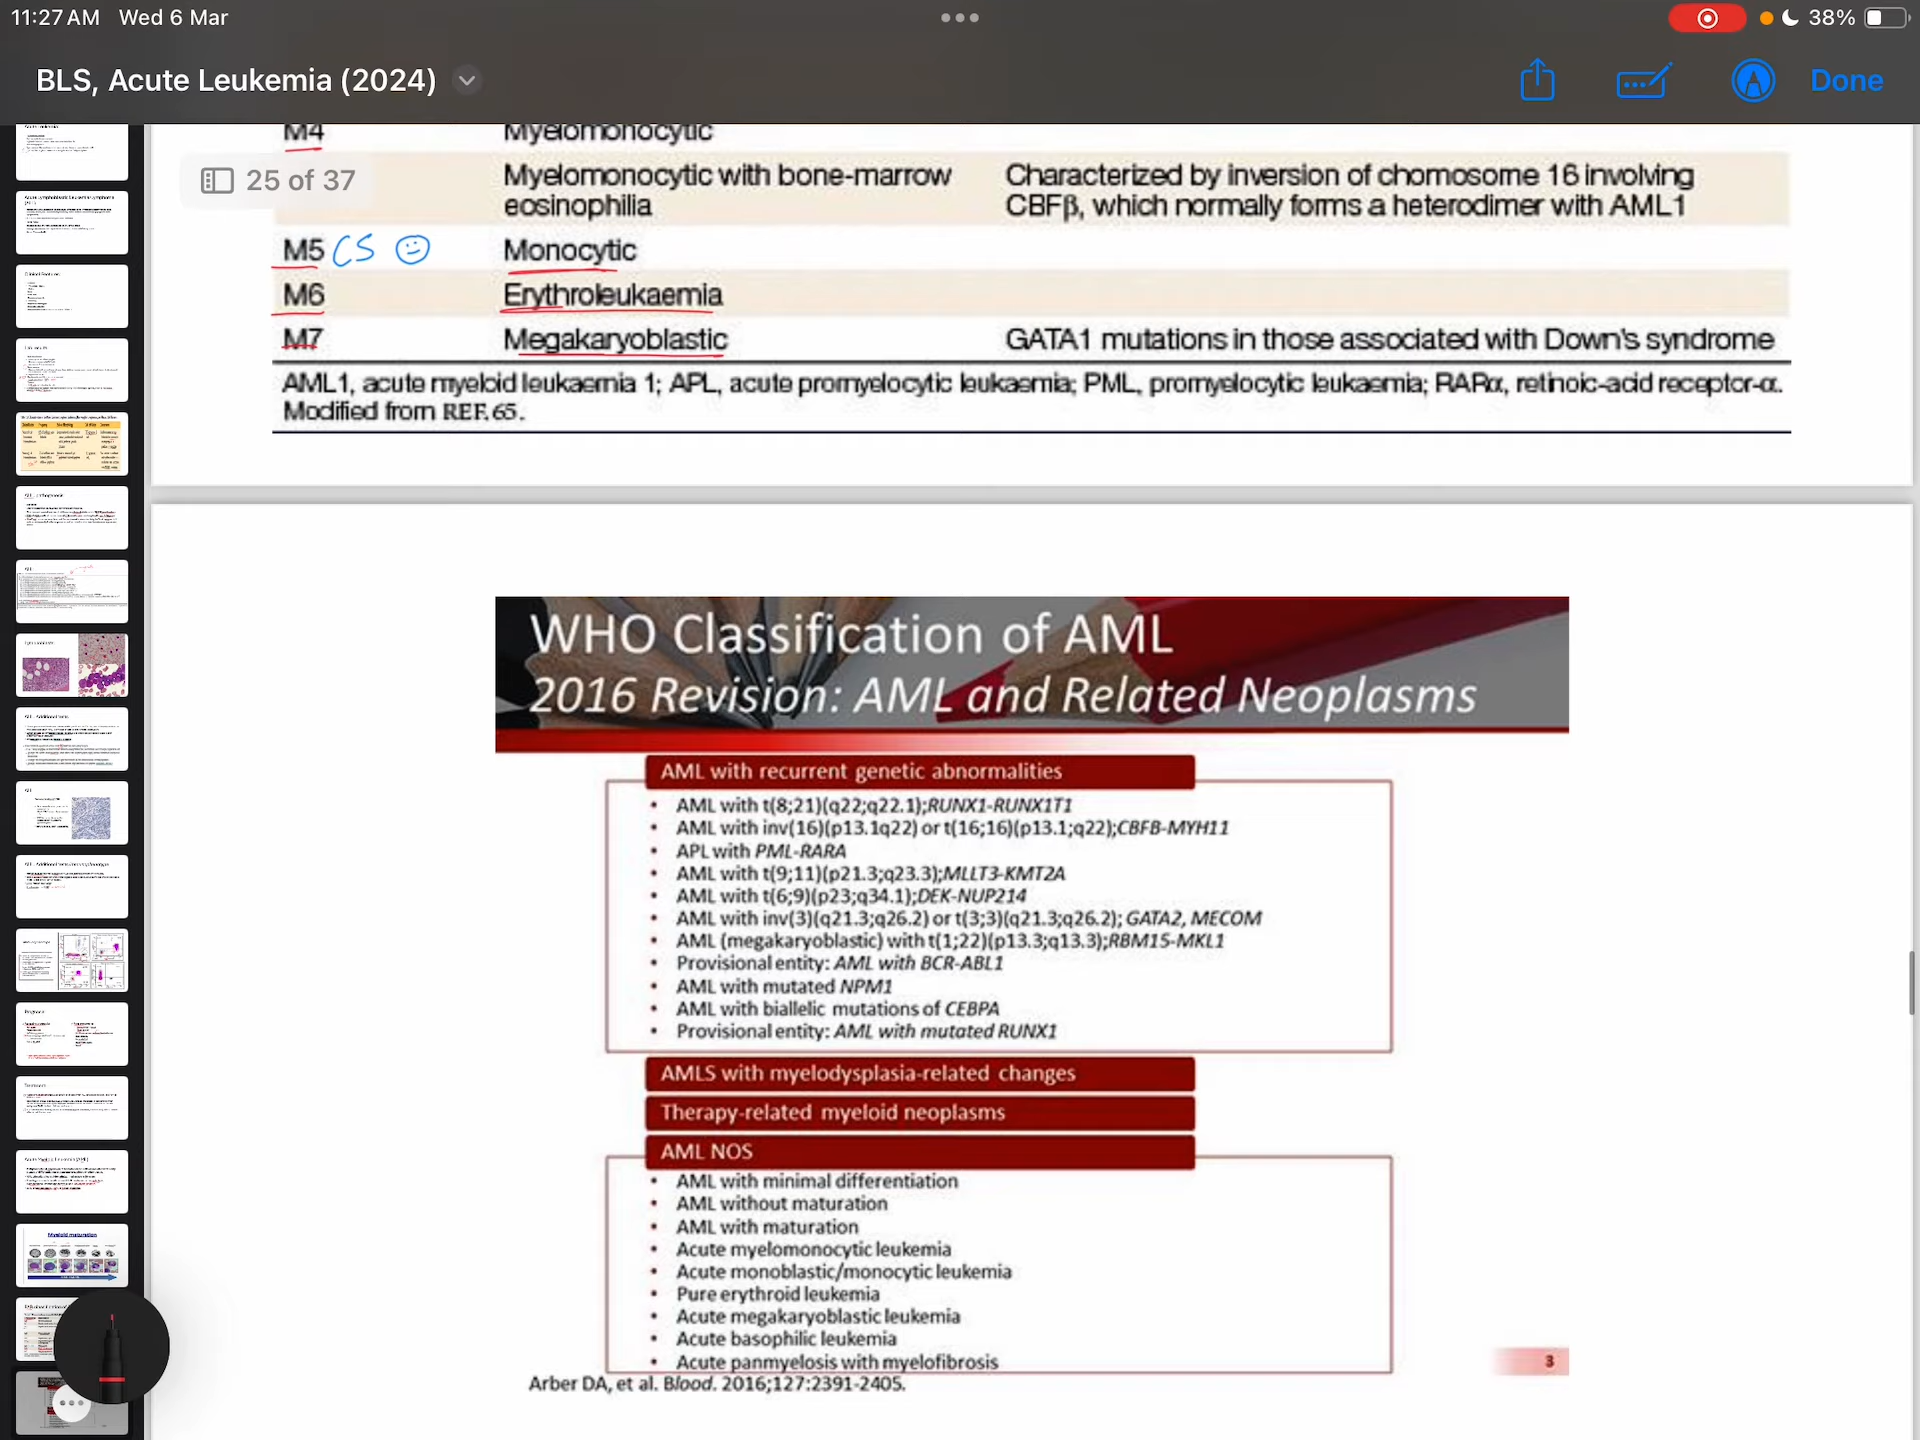 11:27 AM Wed 6 Mar
38%
BLS, Acute Leukemia (2024)
Done
25 of 37
M4 Myelomonocytic
Myelomonocytic with bone-marrow eosinophilia Characterized by inversion of chomosome 16 involving CBFβ, which normally forms a heterodimer with AML1
M5 CS Monocytic
M6 Erythroleukaemia
M7 Megakaryoblastic GATA1 mutations in those associated with Down's syndrome
AML1, acute myeloid leukaemia 1; APL, acute promyelocytic leukaemia; PML, promyelocytic leukaemia; RARα, retinoic-acid receptor-α.
Modified from REF. 65.
WHO Classification of AML
2016 Revision: AML and Related Neoplasms
AML with recurrent genetic abnormalities
• AML with t(8;21)(q22;q22.1);RUNX1-RUNX1T1
• AML with inv(16)(p13.1q22) or t(16;16)(p13.1;q22);CBFB-MYH11
• APL with PML-RARA
• AML with t(9;11)(p21.3;q23.3);MLLT3-KMT2A
• AML with t(6;9)(p23;q34.1);DEK-NUP214
• AML with inv(3)(q21.3;q26.2) or t(3;3)(q21.3;q26.2); GATA2, MECOM
• AML (megakaryoblastic) with t(1;22)(p13.3;q13.3);RBM15-MKL1
• Provisional entity: AML with BCR-ABL1
• AML with mutated NPM1
• AML with biallelic mutations of CEBPA
• Provisional entity: AML with mutated RUNX1
AMLS with myelodysplasia-related changes
Therapy-related myeloid neoplasms
AML NOS
• AML with minimal differentiation
• AML without maturation
• AML with maturation
• Acute myelomonocytic leukemia
• Acute monoblastic/monocytic leukemia
• Pure erythroid leukemia
• Acute megakaryoblastic leukemia
• Acute basophilic leukemia
• Acute panmyelosis with myelofibrosis
3
Arber DA, et al. Blood. 2016;127:2391-2405.
Myeloid maturation